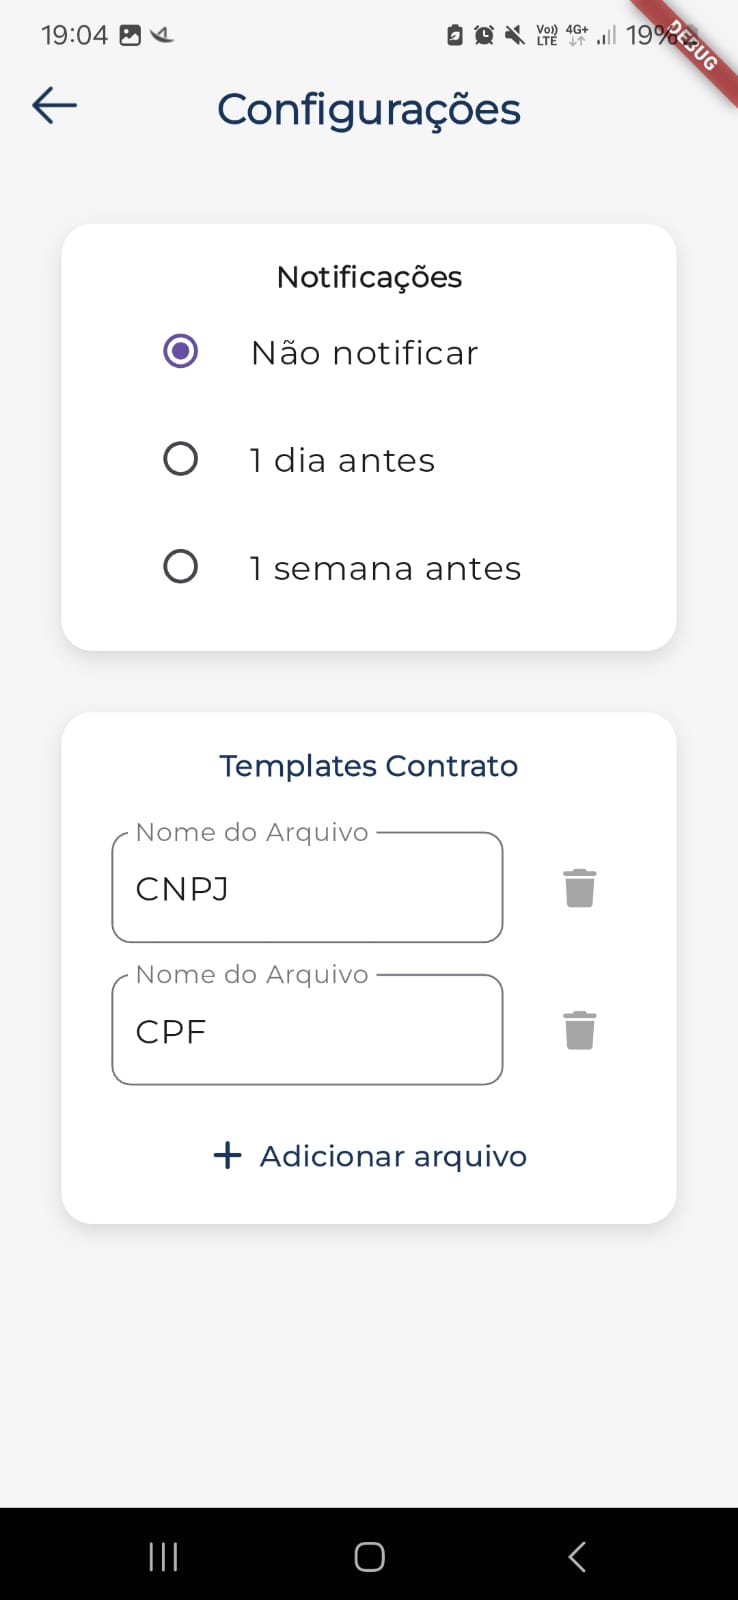 19:04
Vo)) 4G+ 19%
LTE
DEBUG
Configurações
Notificações
Não notificar
1 dia antes
1 semana antes
Templates Contrato
Nome do Arquivo
CNPJ
Nome do Arquivo
CPF
+ Adicionar arquivo